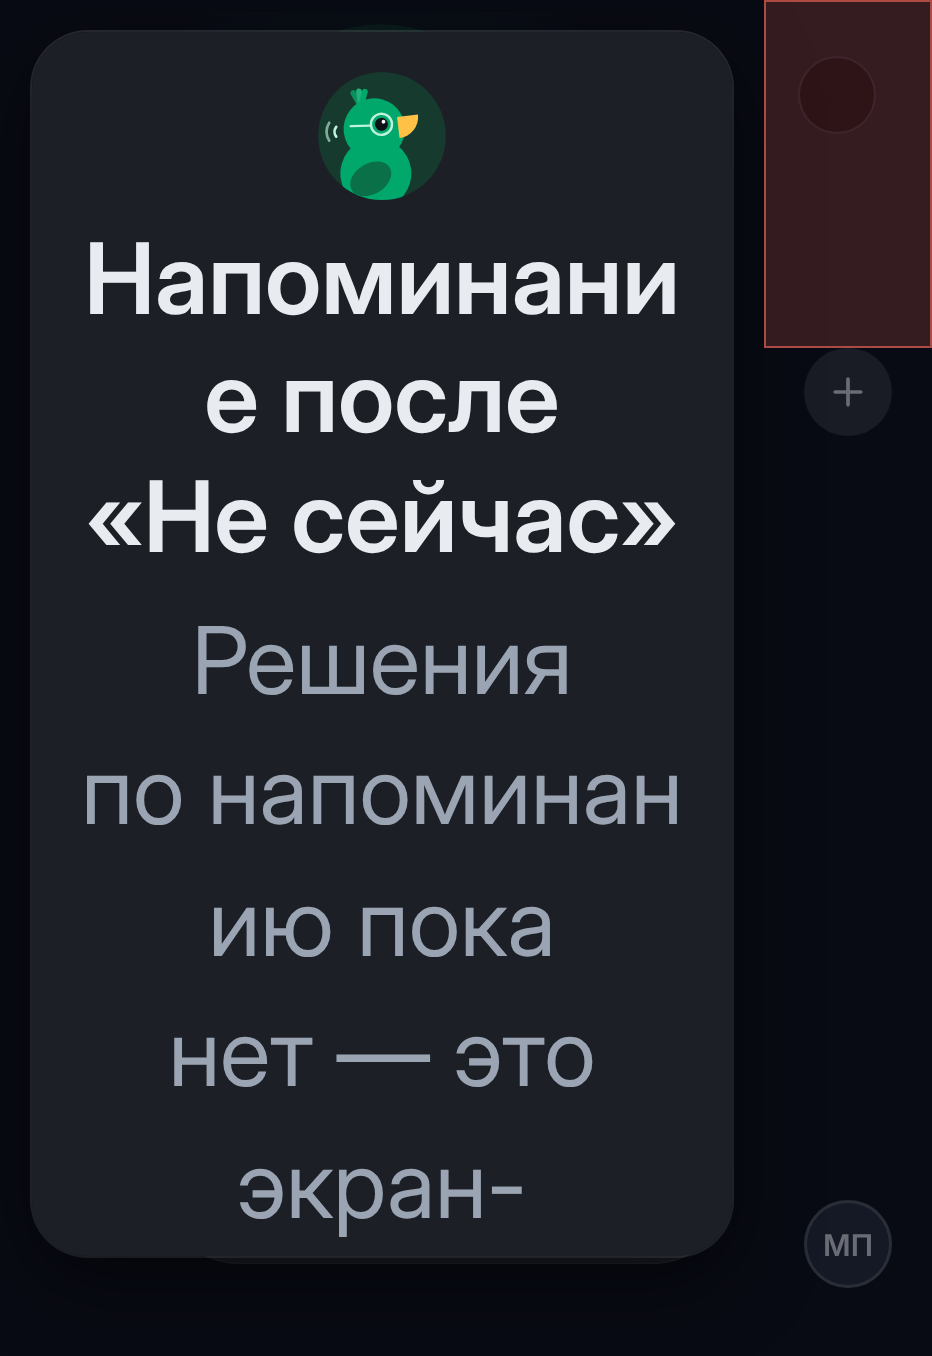 Напоминани
е после
«Не сейчас»
Решения
по напоминан
ию пока
нет — это
экран-
МП